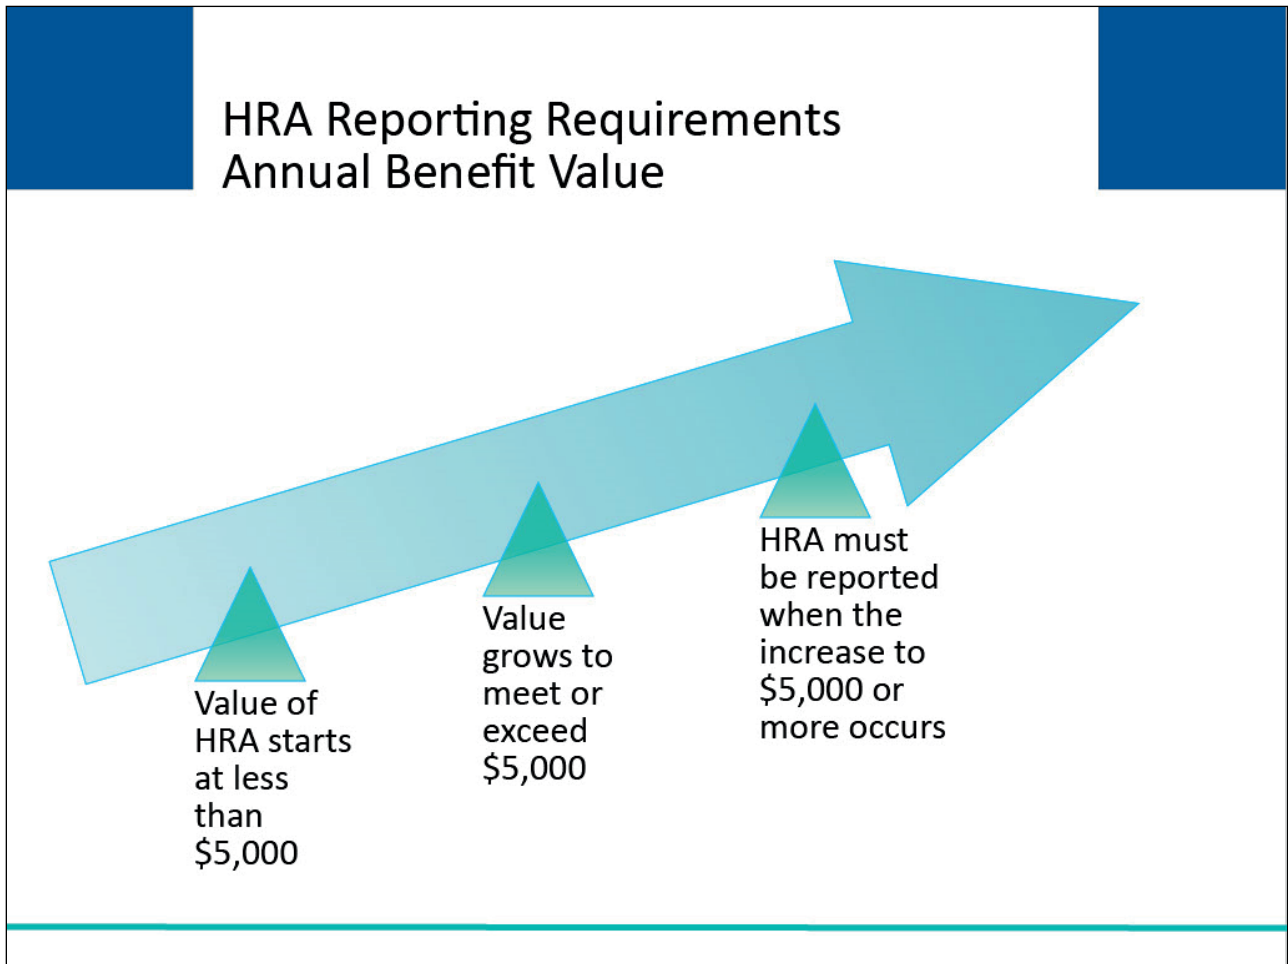 HRA Reporting Requirements
Annual Benefit Value
Value of
HRA starts
at less
than
$5,000
Value
grows to
meet or
exceed
$5,000
HRA must
be reported
when the
increase to
$5,000 or
more occurs